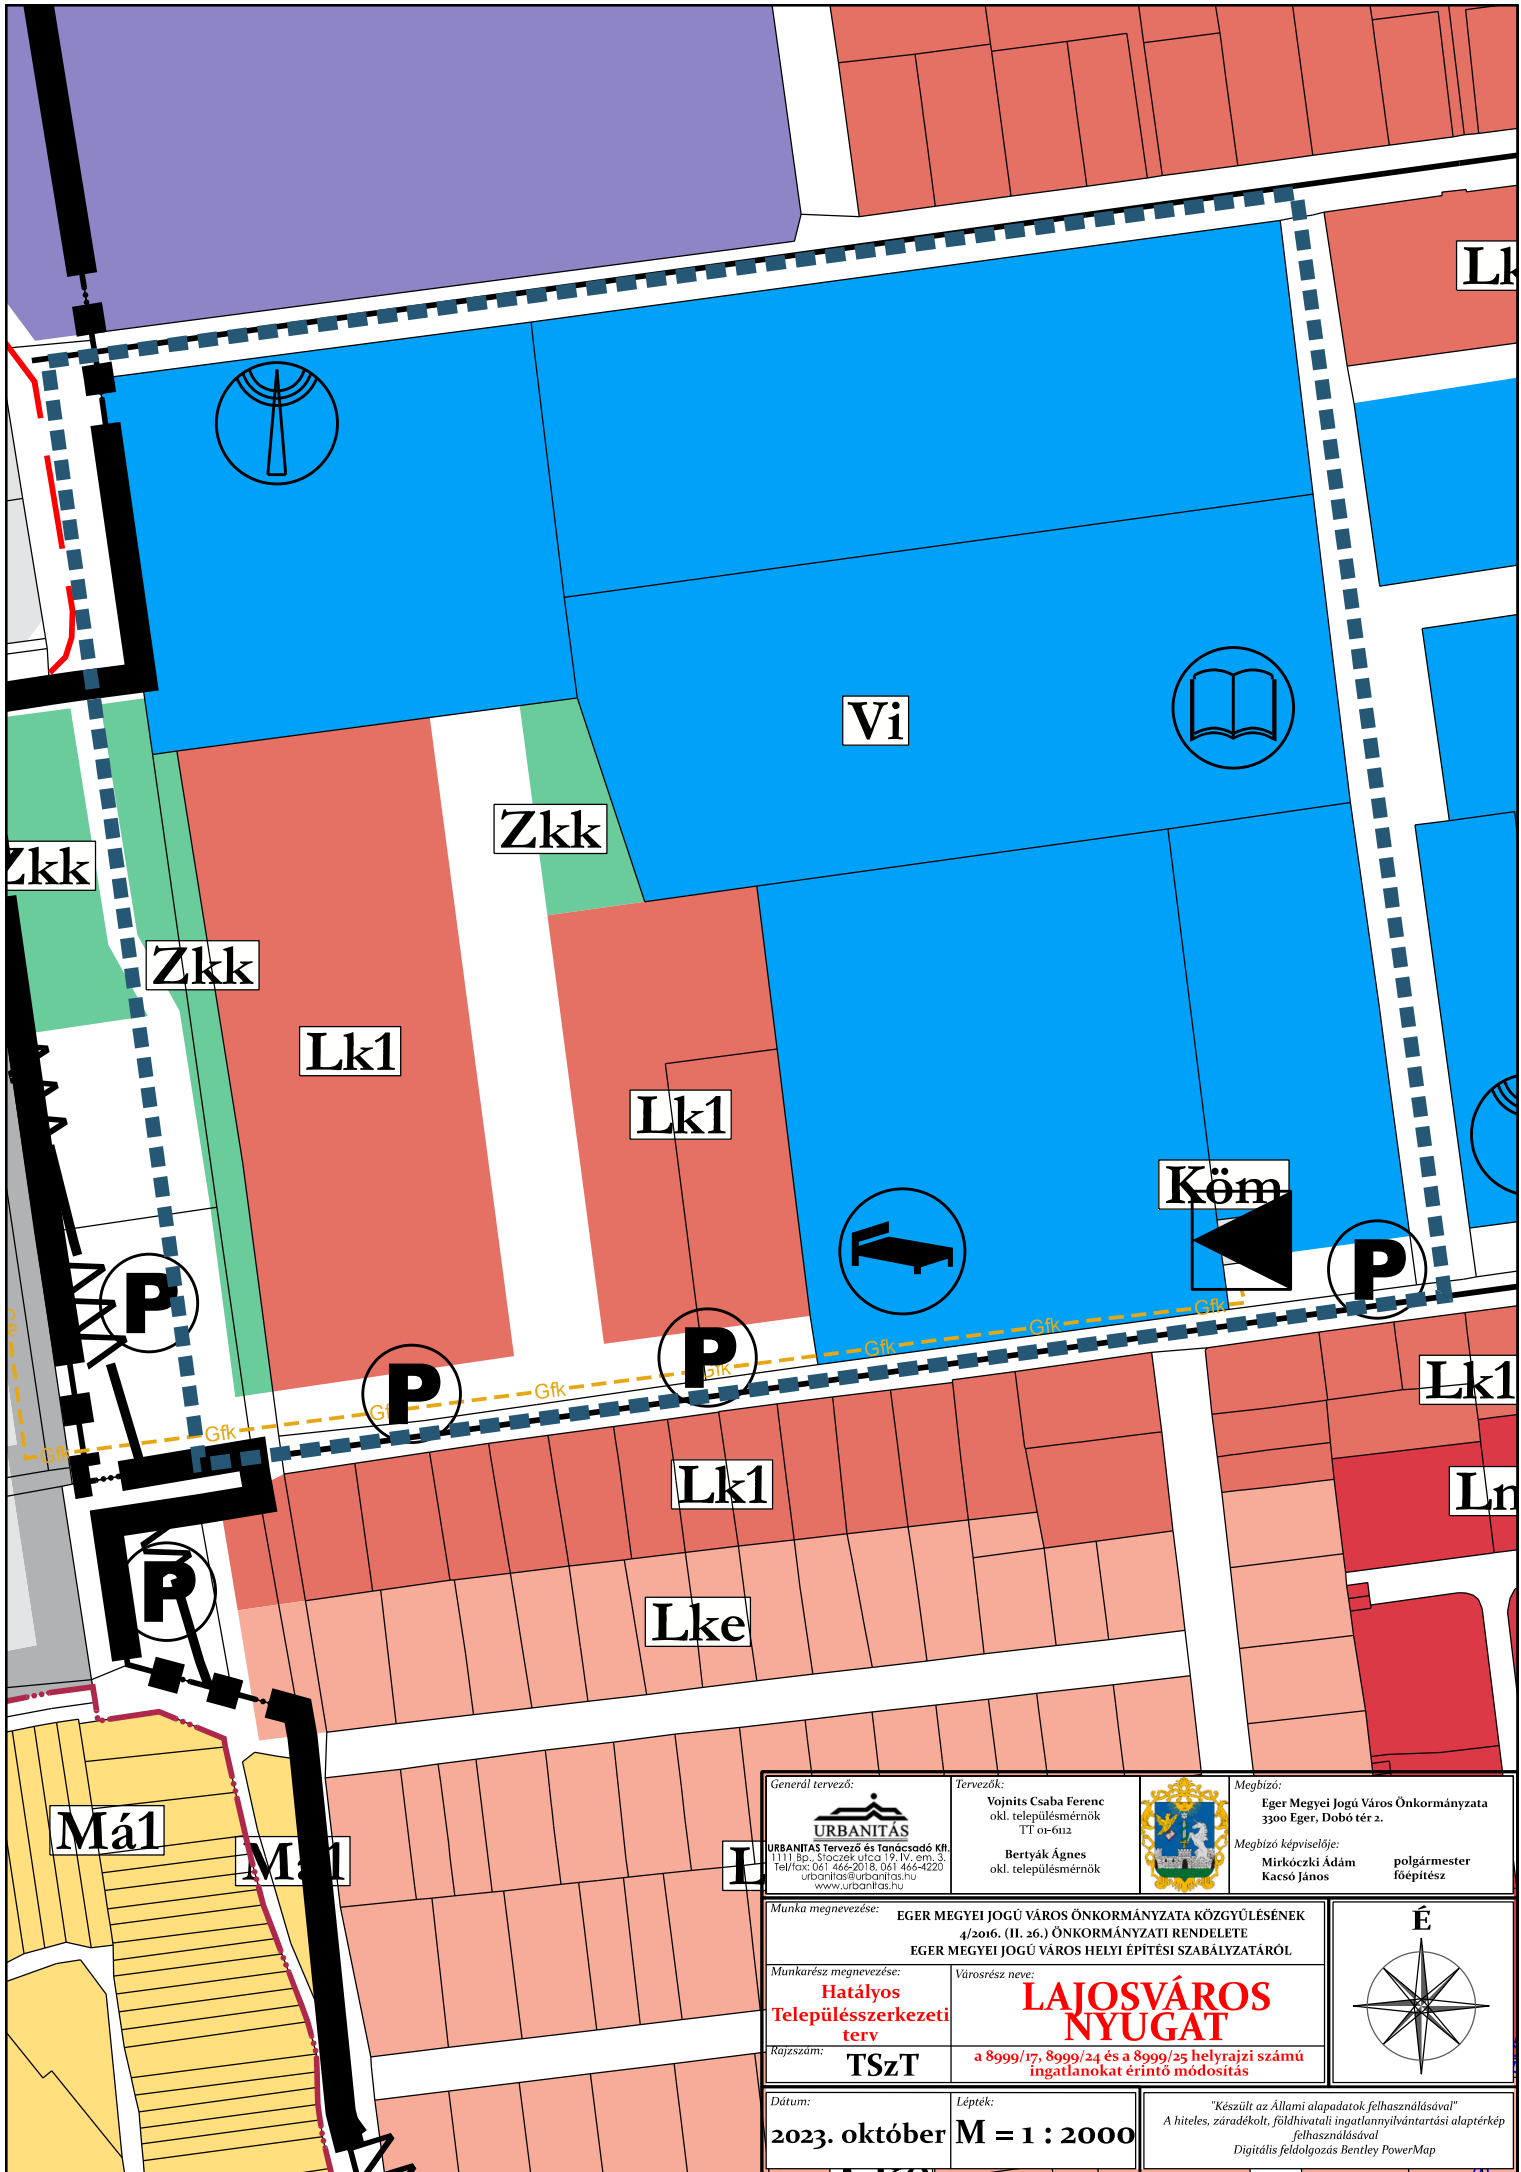 Lk
Vi
Zkk
Zkk
Zkk
Lk1
Lk1
Köm
P
P
P
P
Gfk
Gfk
Gfk
Gfk
Gfk
Gfk
Lk1
Lk1
P
Lke
Má1
Má1
Generál tervező:
URBANITÁS
URBANITAS Tervező és Tanácsadó Kft.
1111 Bp., Stoczek utca 19. IV. em. 3.
Tel/fax: 061 466-2018, 061 466-4220
urbanitas@urbanitas.hu
www.urbanitas.hu
Tervezők:
Vojnits Csaba Ferenc
okl. településmérnök
TT 01-6112
Bertyák Ágnes
okl. településmérnök
Megbízó:
Eger Megyei Jogú Város Önkormányzata
3300 Eger, Dobó tér 2.
Megbízó képviselője:
Mirkóczki Ádám polgármester
Kacsó János főépítész
Munka megnevezése:
EGER MEGYEI JOGÚ VÁROS ÖNKORMÁNYZATA KÖZGYŰLÉSÉNEK
4/2016. (II. 26.) ÖNKORMÁNYZATI RENDELETE
EGER MEGYEI JOGÚ VÁROS HELYI ÉPÍTÉSI SZABÁLYZATÁRÓL
É
Munkarész megnevezése:
Hatályos
Településszerkezeti
terv
Városrész neve:
LAJOSVÁROS
NYUGAT
Rajzszám:
TSzT
a 8999/17, 8999/24 és a 8999/25 helyrajzi számú
ingatlanokat érintő módosítás
Dátum:
2023. október
Lépték:
M = 1 : 2000
"Készült az Állami alapadatok felhasználásával"
A hiteles, záradékolt, földhivatali ingatlannyilvántartási alaptérkép
felhasználásával
Digitális feldolgozás Bentley PowerMap